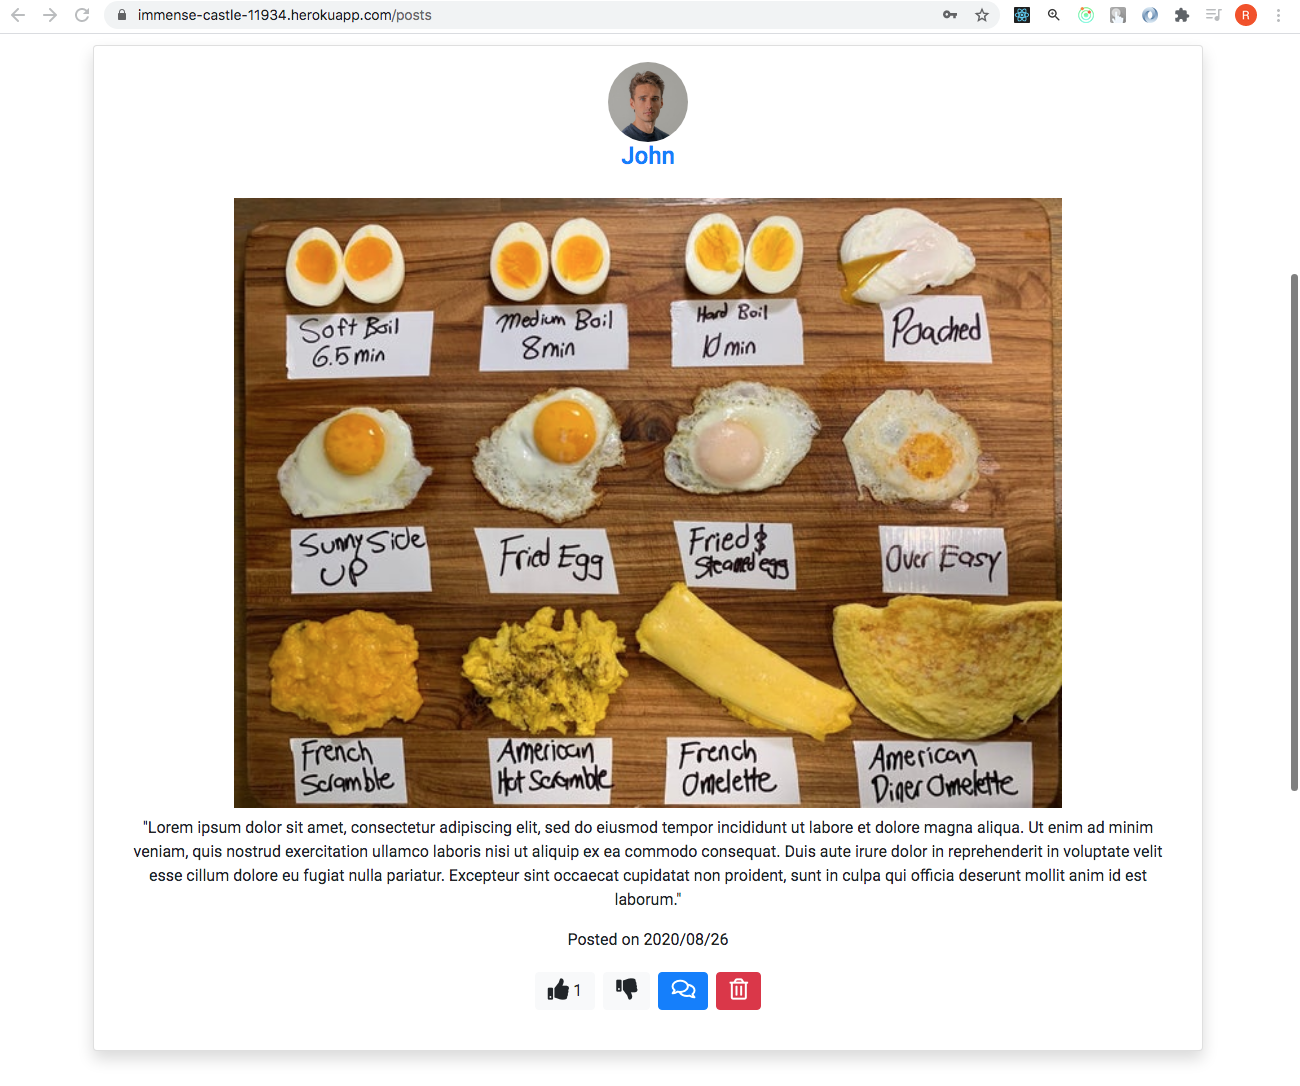 immense-castle-11934.herokuapp.com/posts
R
John
Soft Boil
6.5 min
Medium Boil
8 min
Hard Boil
10 min
Poached
Sunny Side
UP
Fried Egg
Fried $
Steamed egg
Over Easy
French
Scramble
American
Hot Scramble
French
Omelette
American
Diner Omelette
"Lorem ipsum dolor sit amet, consectetur adipiscing elit, sed do eiusmod tempor incididunt ut labore et dolore magna aliqua. Ut enim ad minim
veniam, quis nostrud exercitation ullamco laboris nisi ut aliquip ex ea commodo consequat. Duis aute irure dolor in reprehenderit in voluptate velit
esse cillum dolore eu fugiat nulla pariatur. Excepteur sint occaecat cupidatat non proident, sunt in culpa qui officia deserunt mollit anim id est
laborum."
Posted on 2020/08/26
1